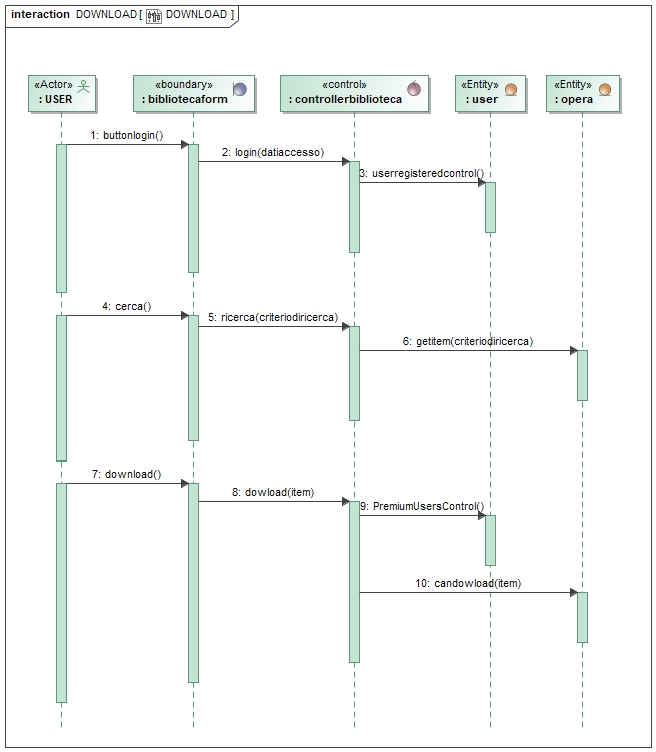 interaction DOWNLOAD [ DOWNLOAD ]
«Actor»
: USER
«boundary»
: bibliotecaform
«control»
: controllerbiblioteca
«Entity»
: user
«Entity»
: opera
1: buttonlogin()
2: login(datiaccesso)
3: userregisteredcontrol()
4: cerca()
5: ricerca(criteriodiricerca)
6: getitem(criteriodiricerca)
7: download()
8: dowload(item)
9: PremiumUsersControl()
10: candowload(item)